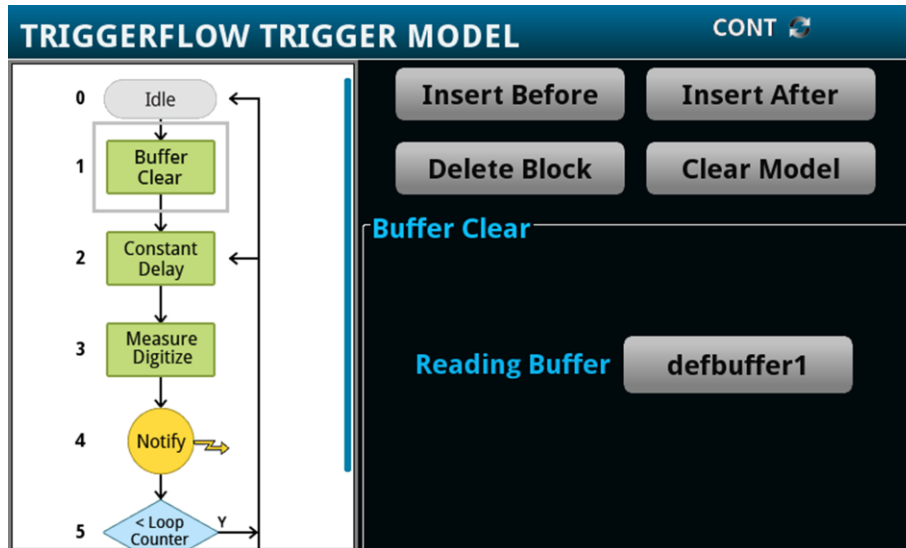 TRIGGERFLOW TRIGGER MODEL
CONT
0
Idle
1
Buffer
Clear
2
Constant
Delay
3
Measure
Digitize
4
Notify
5
< Loop
Counter
Y
Insert Before
Insert After
Delete Block
Clear Model
Buffer Clear
Reading Buffer
defbuffer1